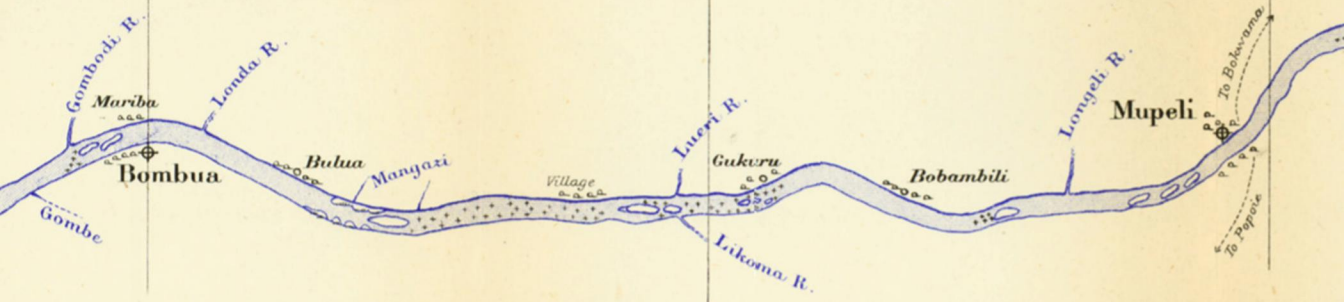 Gombodi R.
Mariba
Bombua
Gombe
Londa R.
Bulua
Mangazi
Village
Lueri R.
Gukuru
Likoma R.
Bobambili
Longeli R.
Mupeli
To Bokwama
To Popoie